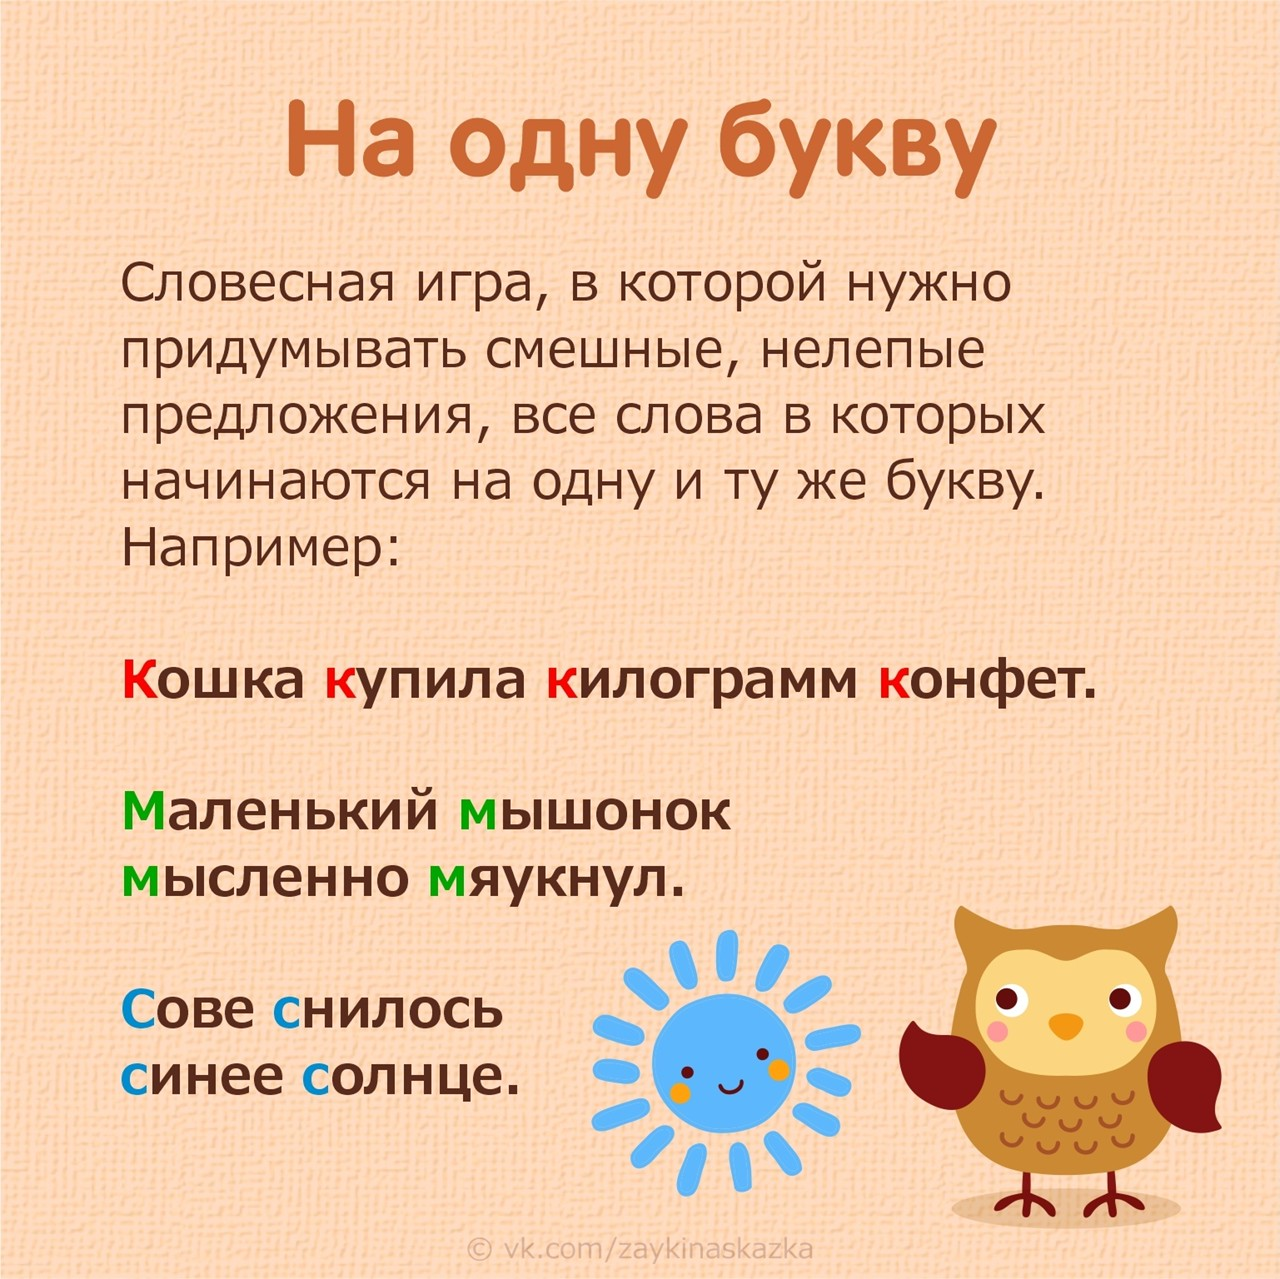 На одну букву
Словесная игра, в которой нужно
придумывать смешные, нелепые
предложения, все слова в которых
начинаются на одну и ту же букву.
Например:
Кошка купила килограмм конфет.
Маленький мышонок
мысленно мяукнул.
Сове снилось
синее солнце.
© vk.com/zaykinaskazka